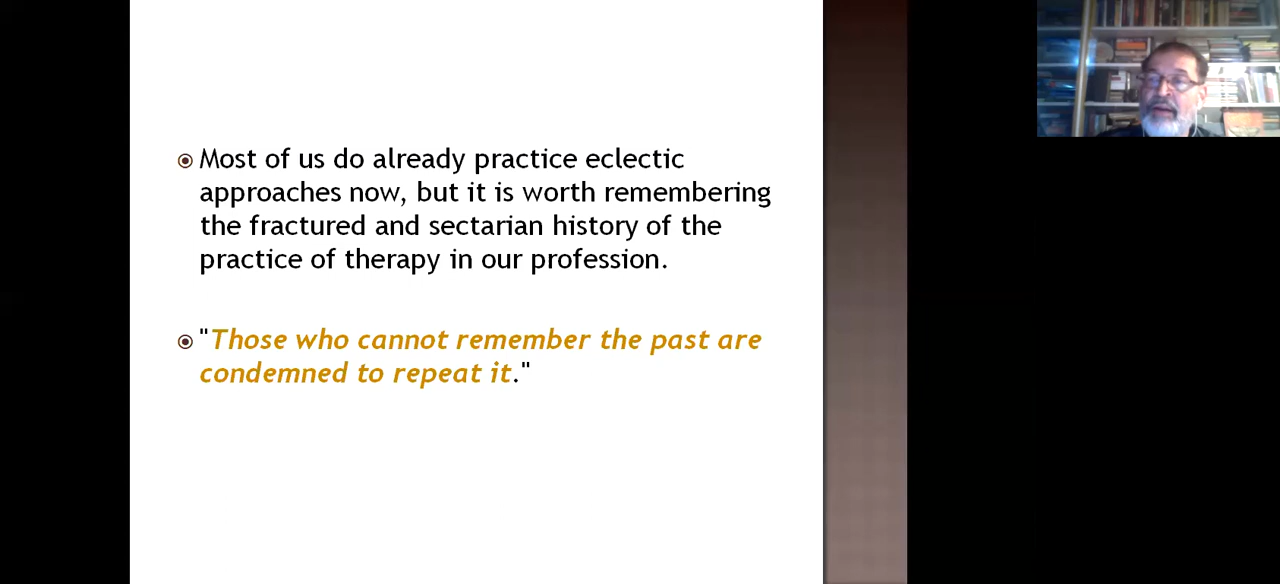 Most of us do already practice eclectic
approaches now, but it is worth remembering
the fractured and sectarian history of the
practice of therapy in our profession.
"Those who cannot remember the past are
condemned to repeat it."